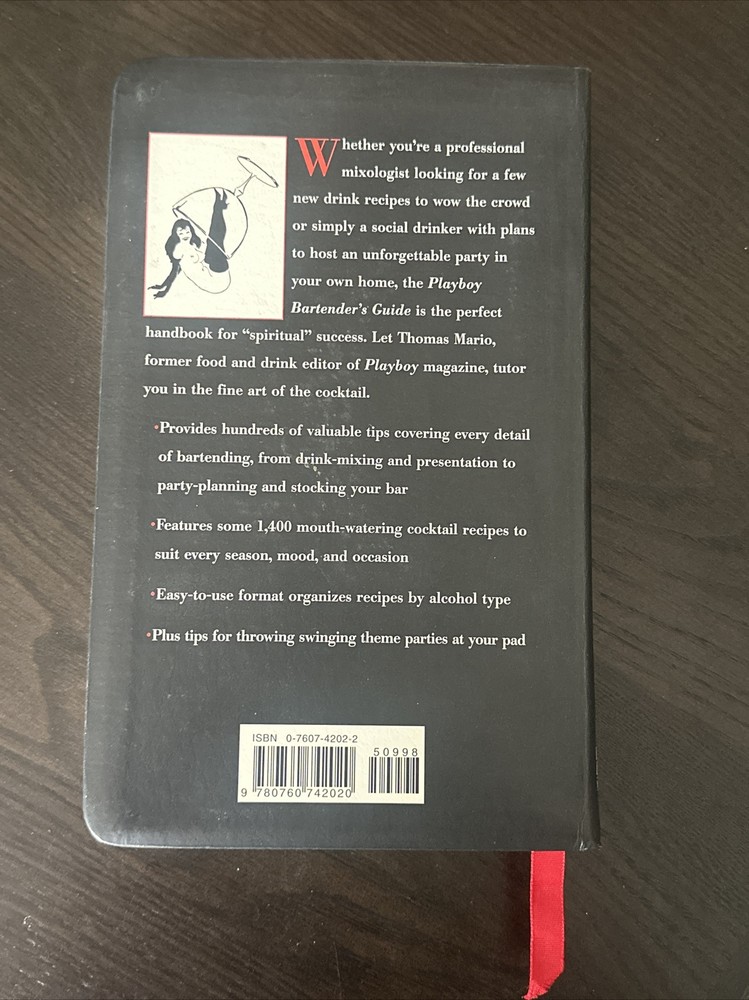 Whether you're a professional
mixologist looking for a few
new drink recipes to wow the crowd
or simply a social drinker with plans
to host an unforgettable party in
your own home, the Playboy
Bartender's Guide is the perfect
handbook for “spiritual” success. Let Thomas Mario,
former food and drink editor of Playboy magazine, tutor
you in the fine art of the cocktail.
•Provides hundreds of valuable tips covering every detail
of bartending, from drink-mixing and presentation to
party-planning and stocking your bar
•Features some 1,400 mouth-watering cocktail recipes to
suit every season, mood, and occasion
•Easy-to-use format organizes recipes by alcohol type
•Plus tips for throwing swinging theme parties at your pad
ISBN 0-7607-4202-2
50998
9 780760 742020